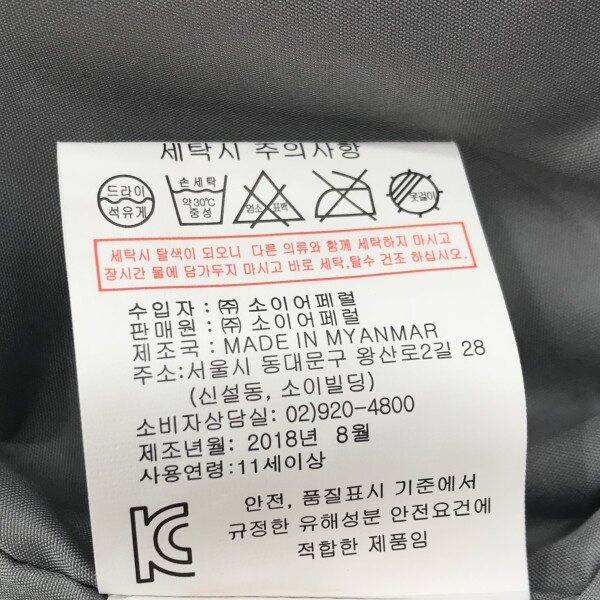 세탁시 주의사항
드라이
석유계
손세탁
약30℃
중성
염소 표백
옷걸이
세탁시 탈색이 되오니 다른 의류와 함께 세탁하지 마시고
장시간 물에 담가두지 마시고 바로 세탁,탈수 건조 하십시오.
수입자 : ㈜ 소이어페럴
판매원 : ㈜ 소이어페럴
제조국 : MADE IN MYANMAR
주소:서울시 동대문구 왕산로2길 28
(신설동, 소이빌딩)
소비자상담실: 02)920-4800
제조년월: 2018년 8월
사용연령:11세이상
안전, 품질표시 기준에서
규정한 유해성분 안전요건에
적합한 제품임